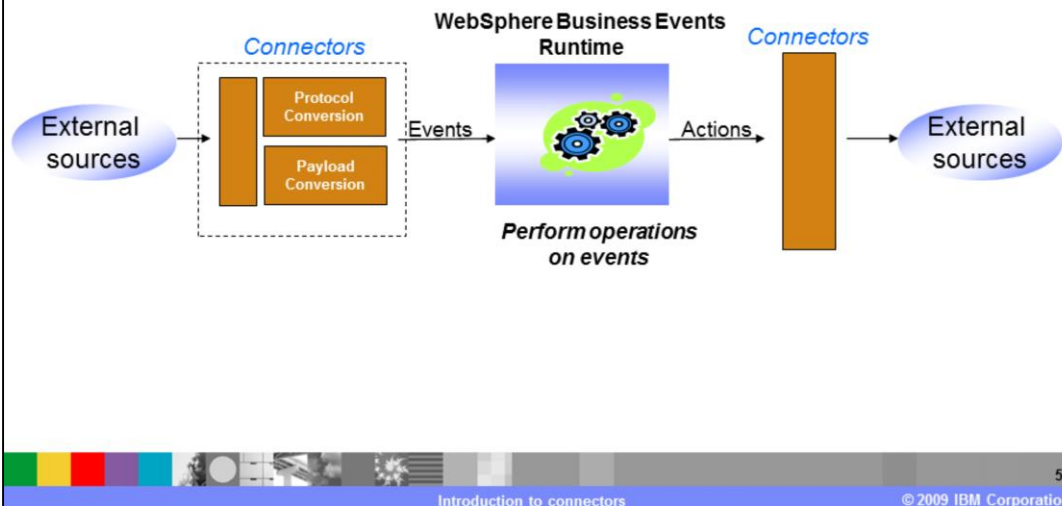 WebSphere Business Events
Runtime
Connectors
Connectors
External
sources
Protocol
Conversion
Payload
Conversion
Events
Actions
External
sources
Perform operations
on events
5
Introduction to connectors
© 2009 IBM Corporatio